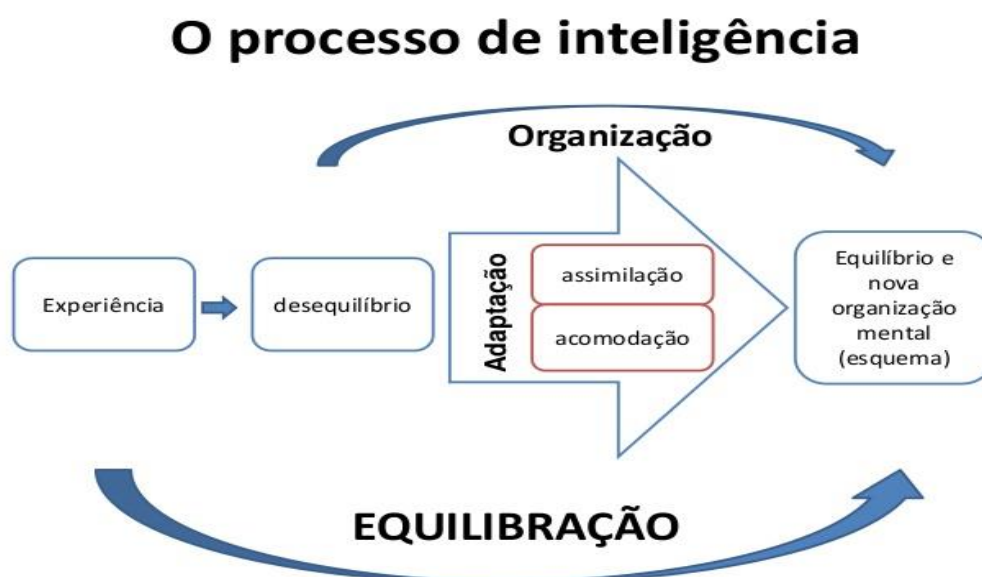 O processo de inteligência
Organização
Experiência
desequilíbrio
Adaptação
assimilação
acomodação
Equilíbrio e
nova
organização
mental
(esquema)
EQUILIBRAÇÃO